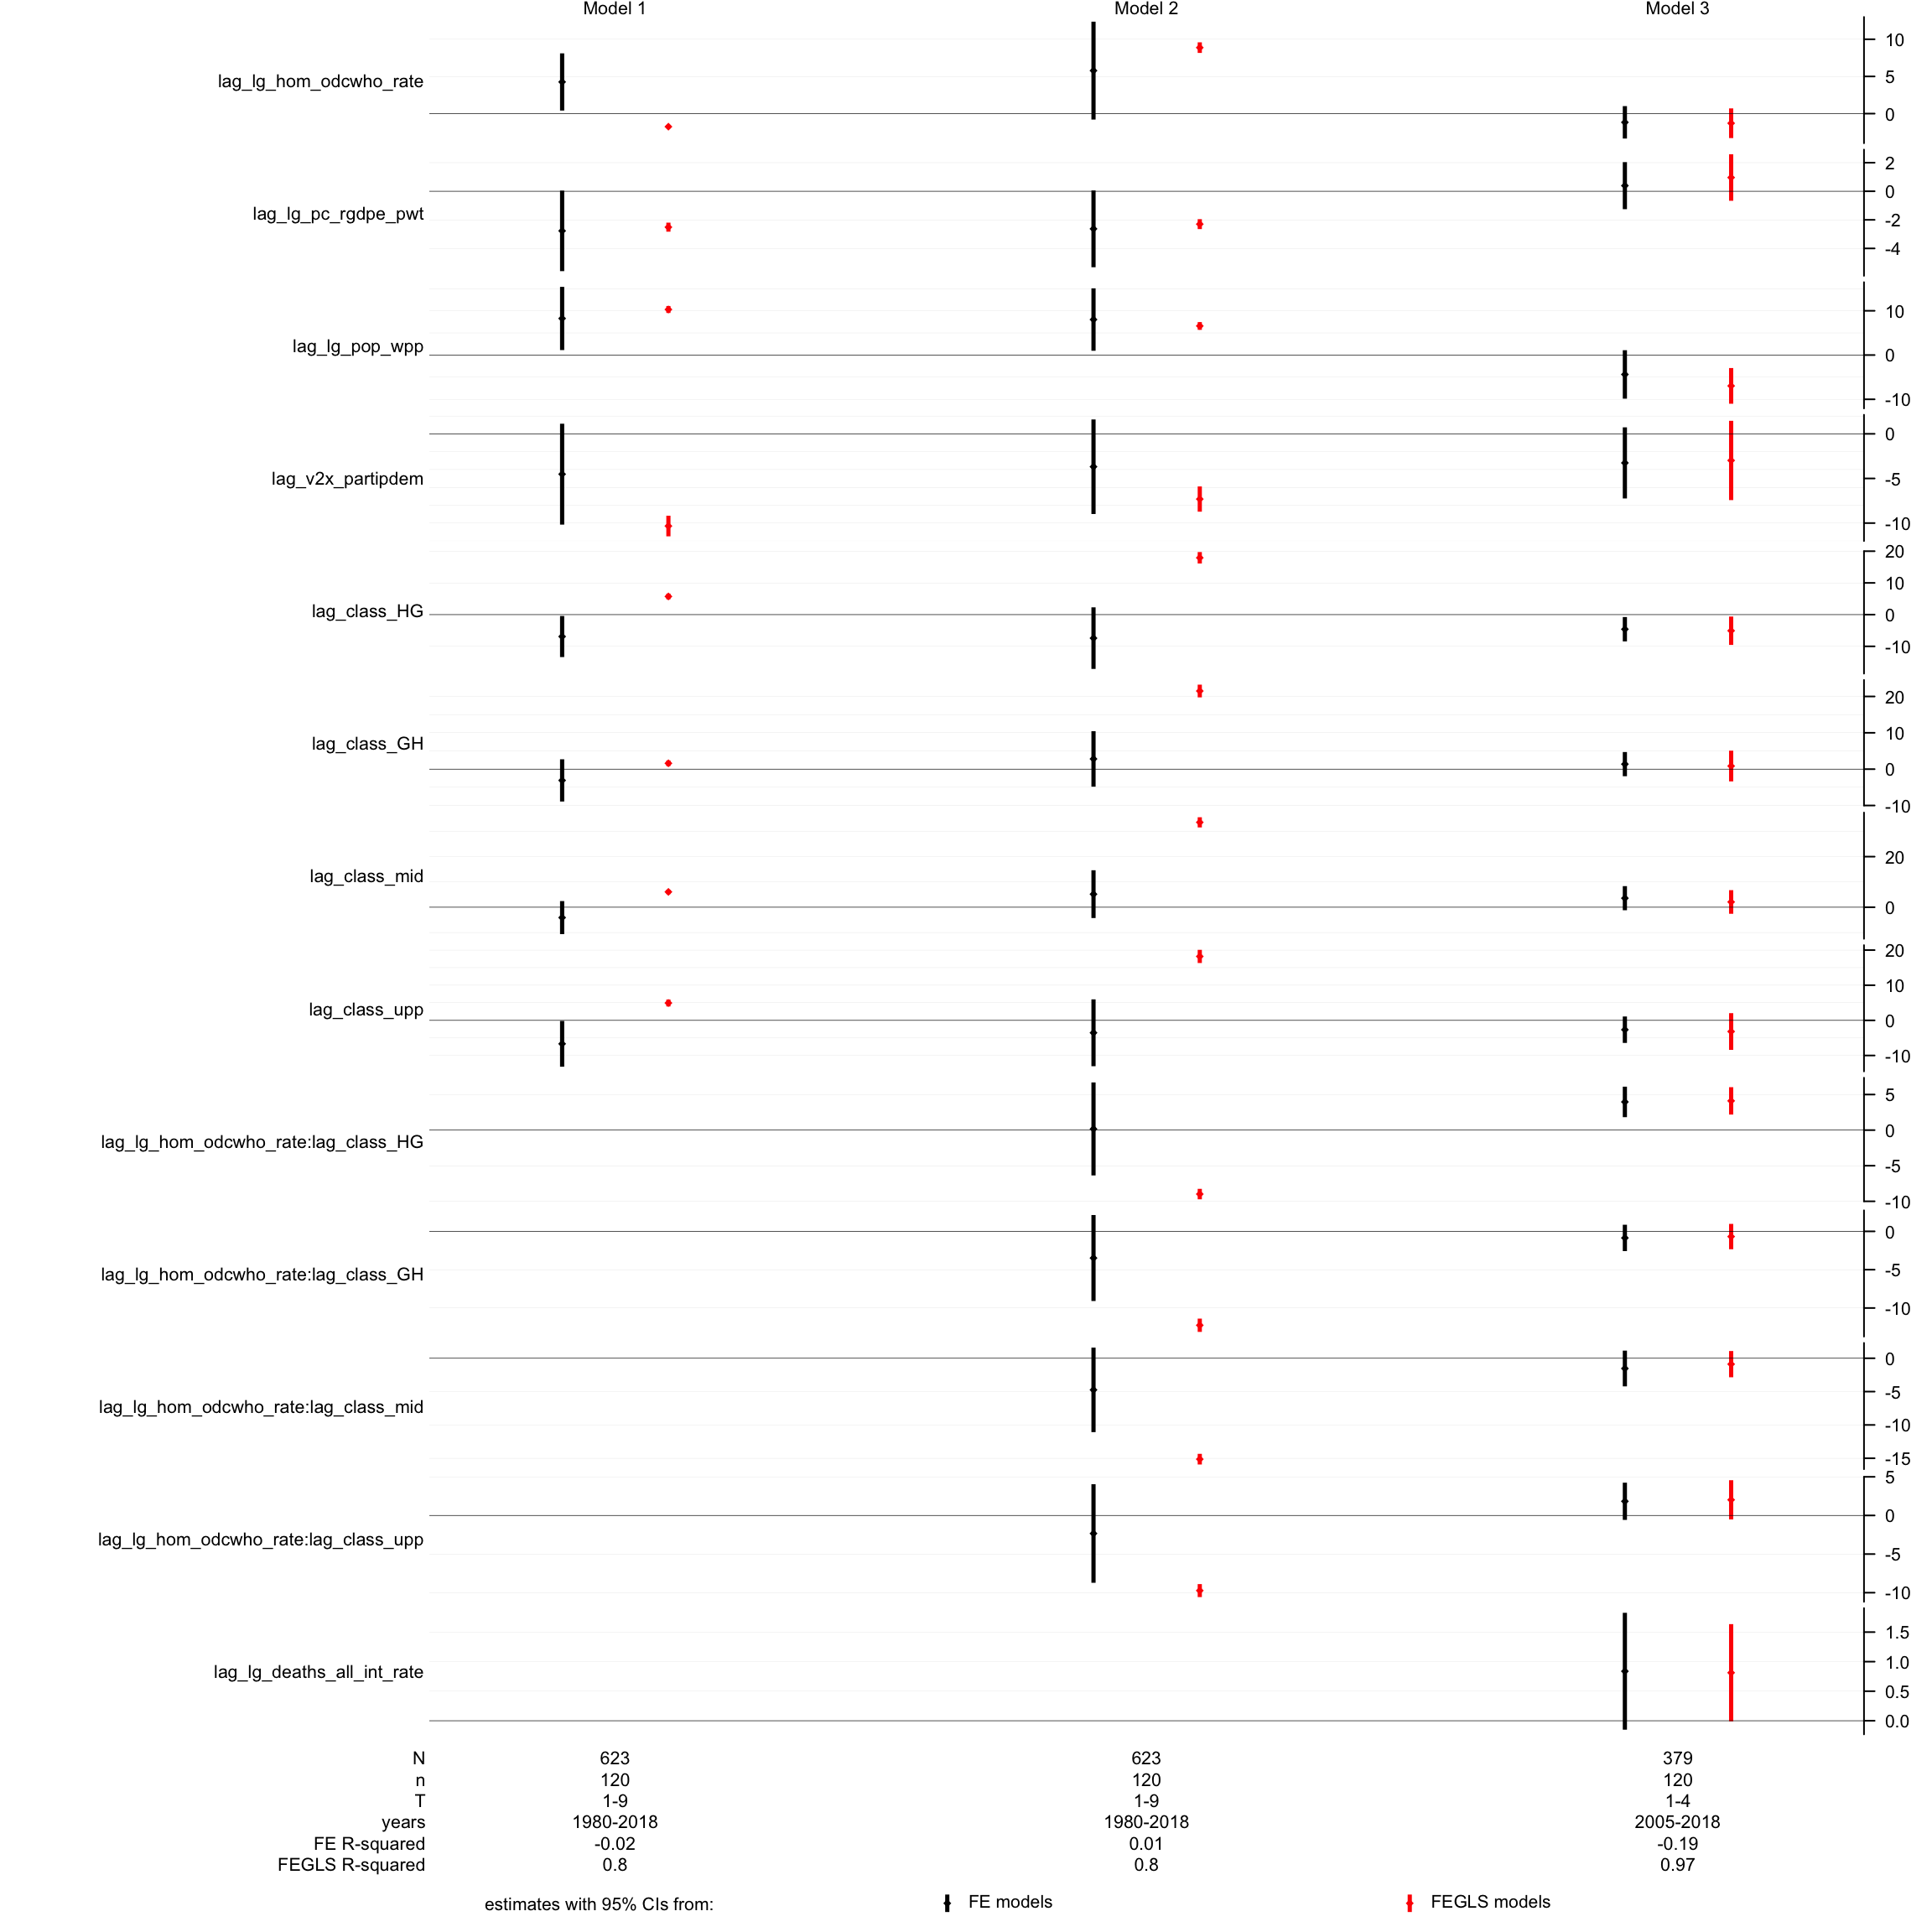 Model 1 Model 2 Model 3
10
5
lag_lg_hom_odcwho_rate
0
2
0
lag_lg_pc_rgdpe_pwt
-2
-4
10
lag_lg_pop_wpp
0
-10
0
lag_v2x_partipdem
-5
-10
20
10
lag_class_HG
0
-10
20
10
lag_class_GH
0
-10
20
lag_class_mid
0
20
10
lag_class_upp
0
-10
5
0
lag_lg_hom_odcwho_rate:lag_class_HG
-5
-10
0
-5
lag_lg_hom_odcwho_rate:lag_class_GH
-10
0
-5
lag_lg_hom_odcwho_rate:lag_class_mid
-10
-15
5
0
lag_lg_hom_odcwho_rate:lag_class_upp
-5
-10
1.5
1.0
lag_lg_deaths_all_int_rate
0.5
0.0
N 623 623 379
n 120 120 120
T 1-9 1-9 1-4
years 1980-2018 1980-2018 2005-2018
FE R-squared -0.02 0.01 -0.19
FEGLS R-squared 0.8 0.8 0.97
estimates with 95% CIs from: FE models FEGLS models